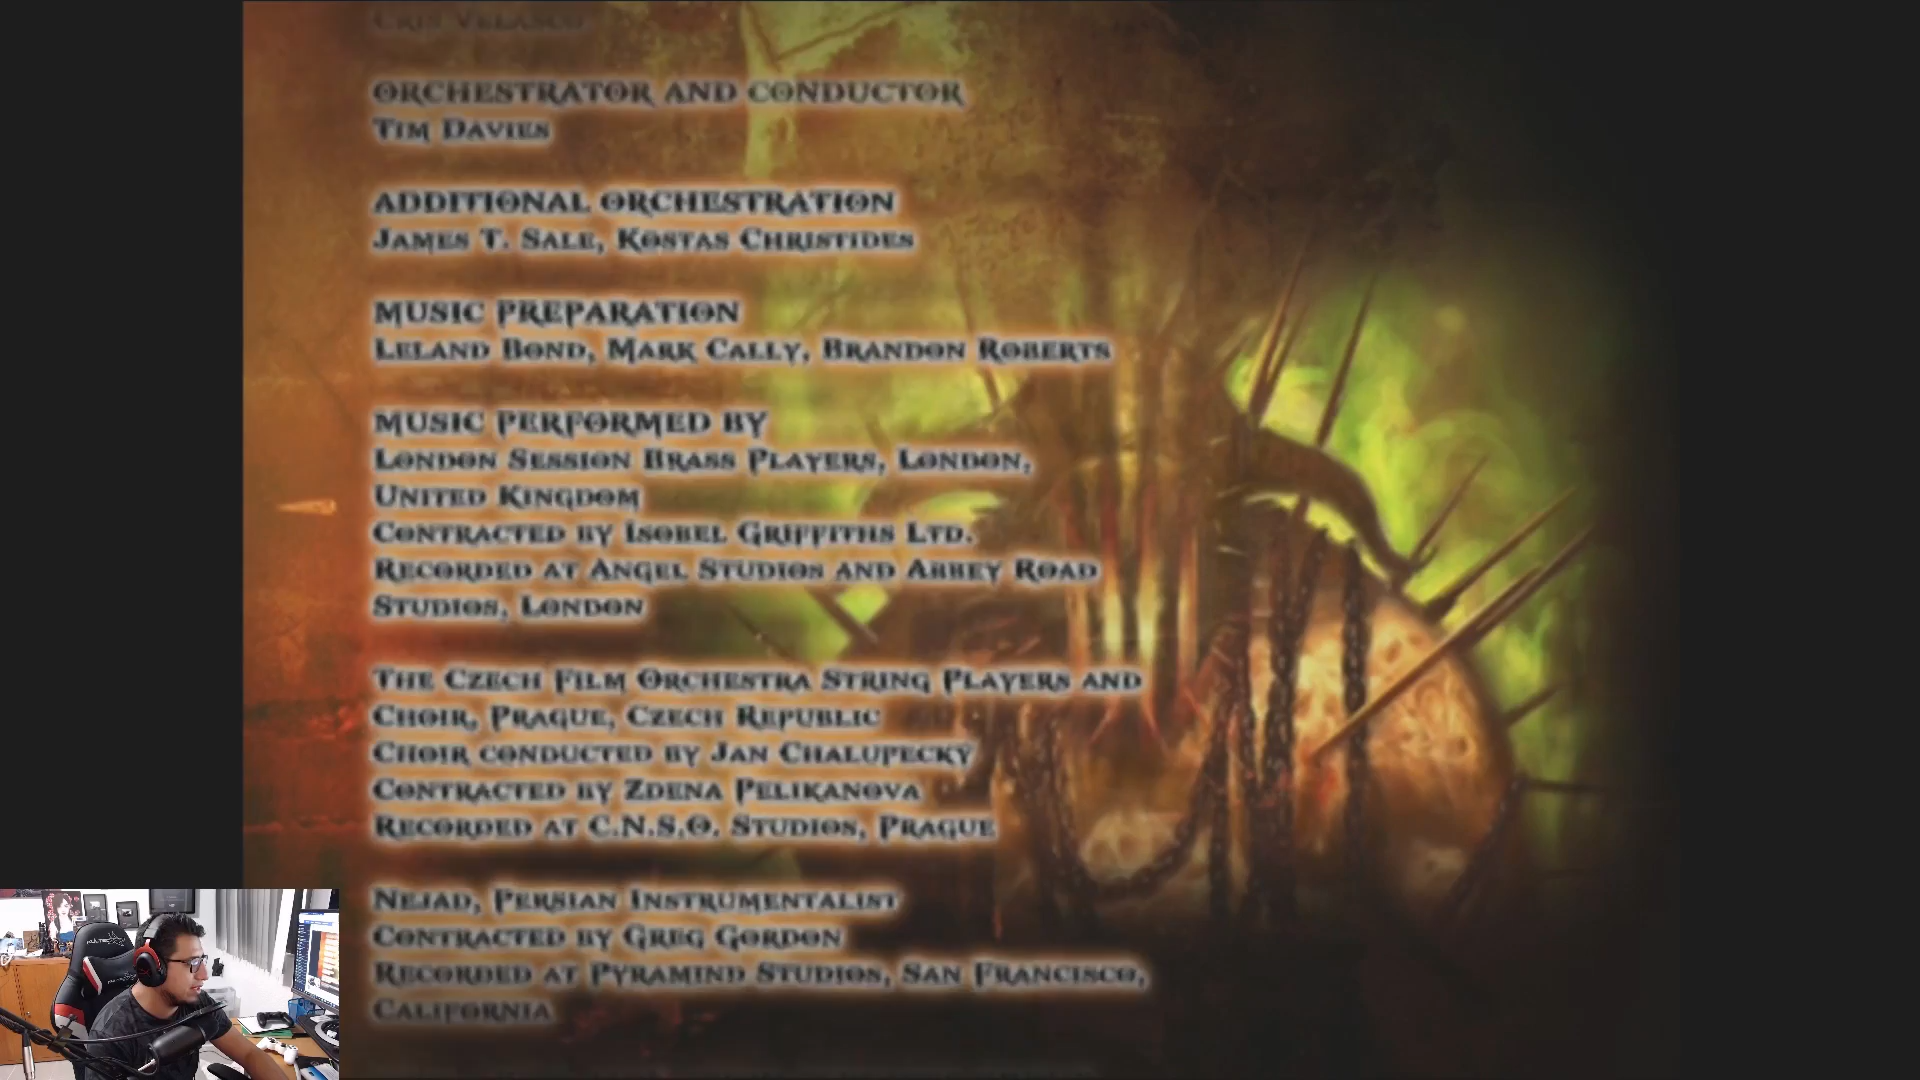 Cris Velasco
ORCHESTRATOR AND CONDUCTOR
Tim Davies
ADDITIONAL ORCHESTRATION
James T. Sale, Kostas Christides
MUSIC PREPARATION
Leland Bond, Mark Cally, Brandon Roberts
MUSIC PERFORMED BY
London Session Brass Players, London,
United Kingdom
Contracted by Isobel Griffiths Ltd.
Recorded at Angel Studios and Abbey Road
Studios, London
The Czech Film Orchestra String Players and
Choir, Prague, Czech Republic
Choir conducted by Jan Chalupecký
Contracted by Zdena Pelikanova
Recorded at C.N.S.O. Studios, Prague
Nejad, Persian Instrumentalist
Contracted by Greg Gordon
Recorded at Pyramind Studios, San Francisco,
California